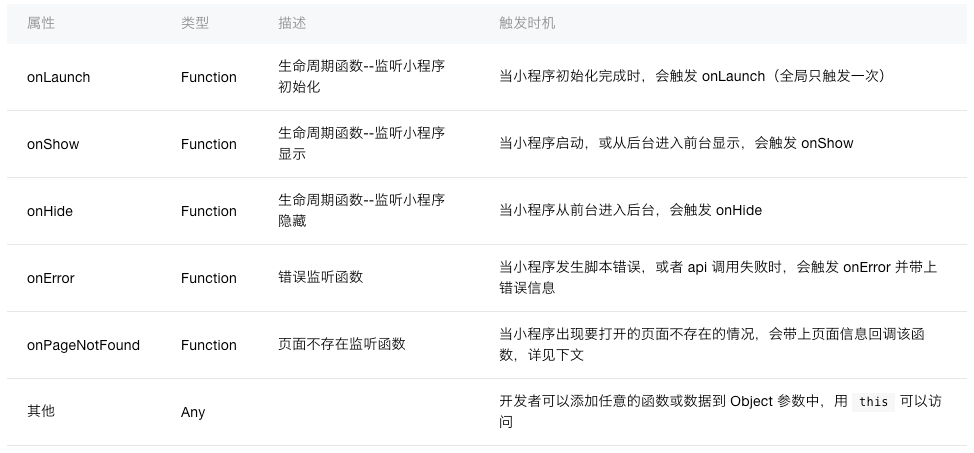 属性 类型 描述 触发时机
onLaunch Function 生命周期函数--监听小程序初始化 当小程序初始化完成时，会触发 onLaunch（全局只触发一次）
onShow Function 生命周期函数--监听小程序显示 当小程序启动，或从后台进入前台显示，会触发 onShow
onHide Function 生命周期函数--监听小程序隐藏 当小程序从前台进入后台，会触发 onHide
onError Function 错误监听函数 当小程序发生脚本错误，或者 api 调用失败时，会触发 onError 并带上错误信息
onPageNotFound Function 页面不存在监听函数 当小程序出现要打开的页面不存在的情况，会带上页面信息回调该函数，详见下文
其他 Any 开发者可以添加任意的函数或数据到 Object 参数中，用 this 可以访问